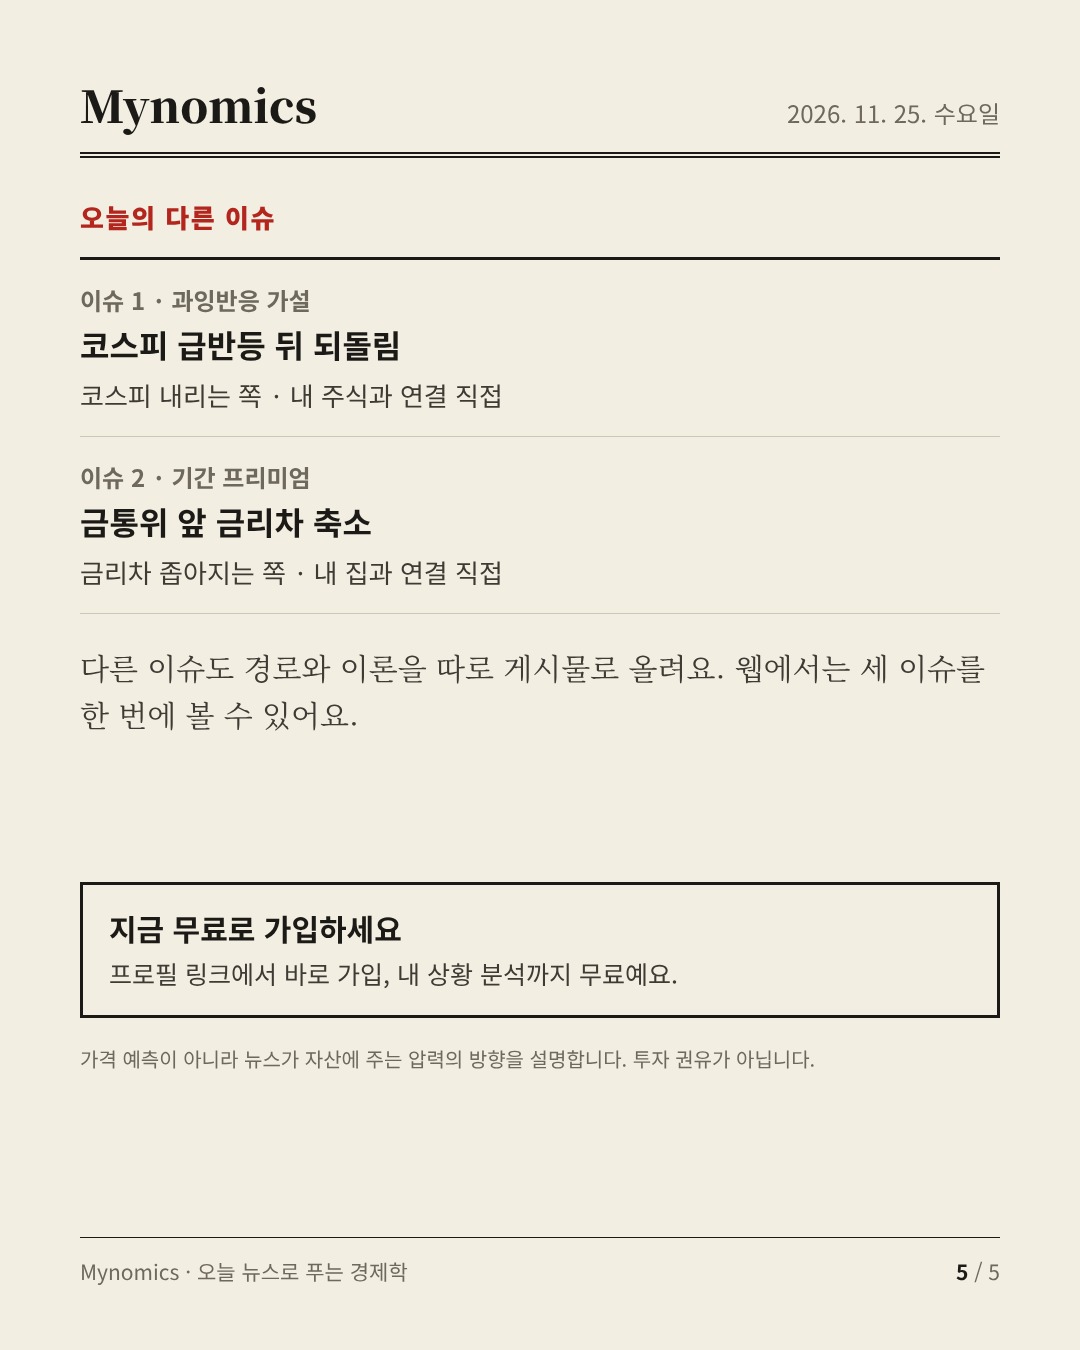 Mynomics
2026. 11. 25. 수요일
오늘의 다른 이슈
이슈 1 · 과잉반응 가설
코스피 급반등 뒤 되돌림
코스피 내리는 쪽 · 내 주식과 연결 직접
이슈 2 · 기간 프리미엄
금통위 앞 금리차 축소
금리차 좁아지는 쪽 · 내 집과 연결 직접
다른 이슈도 경로와 이론을 따로 게시물로 올려요. 웹에서는 세 이슈를
한 번에 볼 수 있어요.
지금 무료로 가입하세요
프로필 링크에서 바로 가입, 내 상황 분석까지 무료예요.
가격 예측이 아니라 뉴스가 자산에 주는 압력의 방향을 설명합니다. 투자 권유가 아닙니다.
Mynomics · 오늘 뉴스로 푸는 경제학
5 / 5